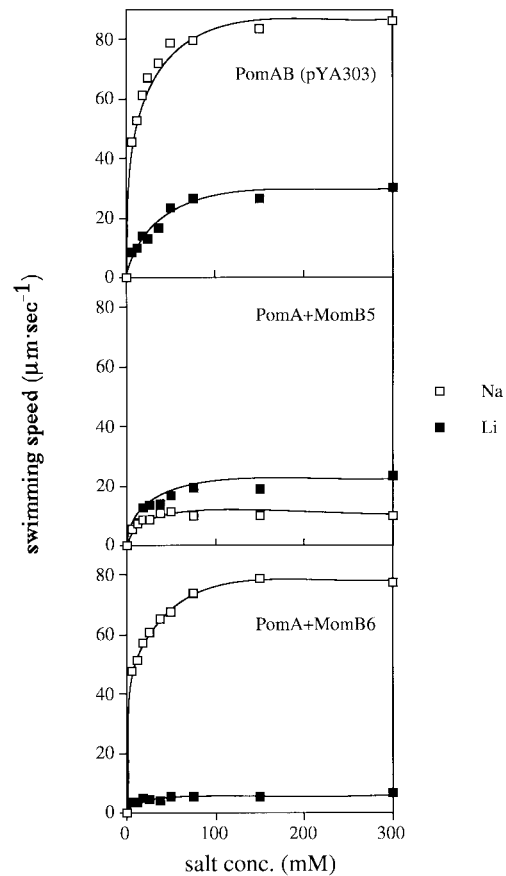 80
60
40
20
0
PomAB (pYA303)
80
60
40
20
0
PomA+MomB5
80
60
40
20
0
PomA+MomB6
0
100
200
300
swimming speed (μm·sec⁻¹)
salt conc. (mM)
Na
Li